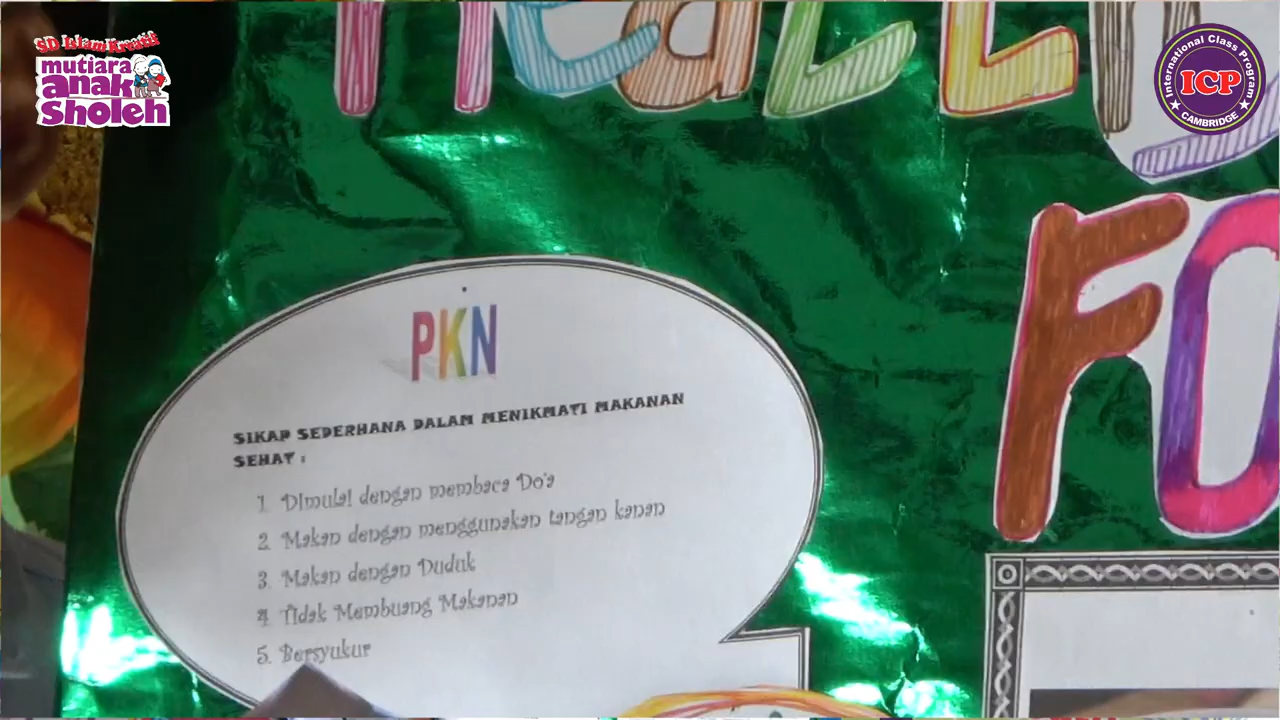 SD Islam Kreatif
mutiara
anak
sholeh
International Class Program
ICP
CAMBRIDGE
FO
PKN
SIKAP SEDERHANA DALAM MENIKMATI MAKANAN
SEHAT :
1. Dimulai dengan membaca Do'a
2. Makan dengan menggunakan tangan kanan
3. Makan dengan Duduk
4 Tidak Membuang Makanan
5. Bersyukur